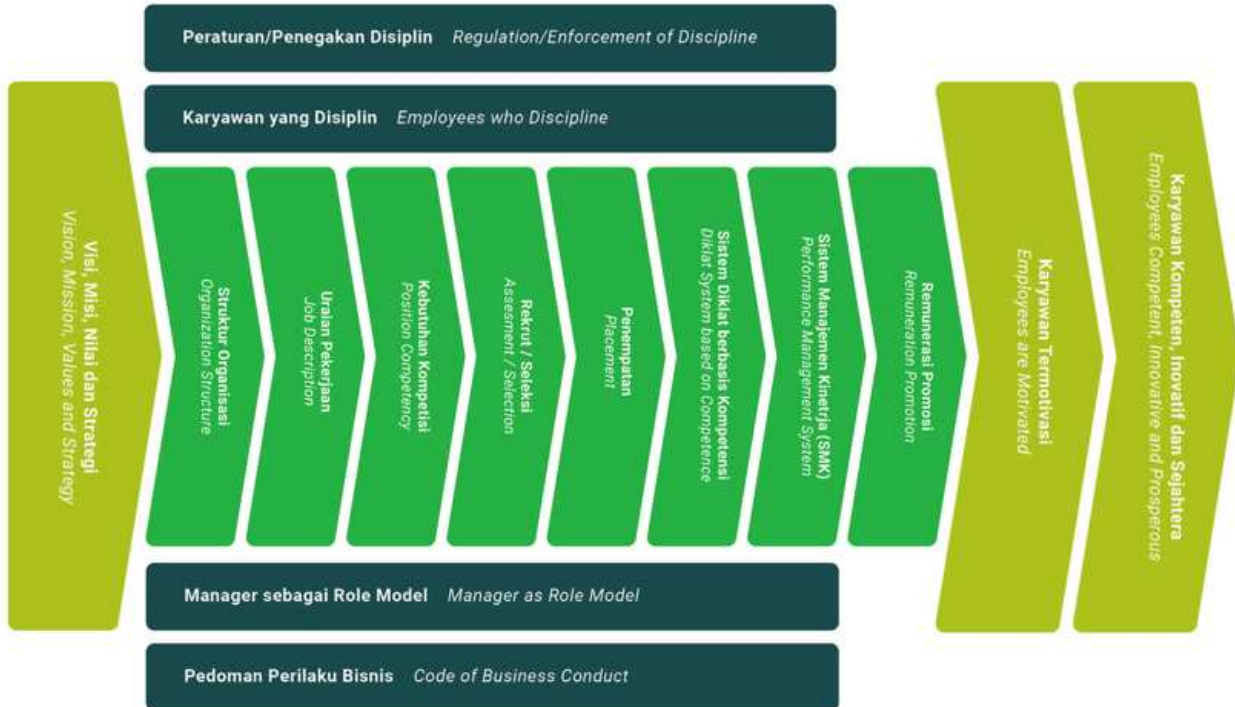 Peraturan/Penegakan Disiplin Regulation/Enforcement of Discipline
Karyawan yang Disiplin Employees who Discipline
Visi, Misi, Nilai dan Strategi
Vision, Mission, Values and Strategy
Struktur Organisasi
Organization Structure
Uraian Pekerjaan
Job Description
Kebutuhan Kompetisi
Position Competency
Rekrut / Seleksi
Assesment / Selection
Penempatan
Placement
Sistem Diklat berbasis Kompetensi
Diklat System based on Competence
Sistem Manajemen Kinetrja (SMK)
Performance Management System
Remunerasi Promosi
Remuneration Promotion
Karyawan Termotivasi
Employees are Motivated
Karyawan Kompeten, Inovatif dan Sejahtera
Employees Competent, Innovative and Prosperous
Manager sebagai Role Model Manager as Role Model
Pedoman Perilaku Bisnis Code of Business Conduct